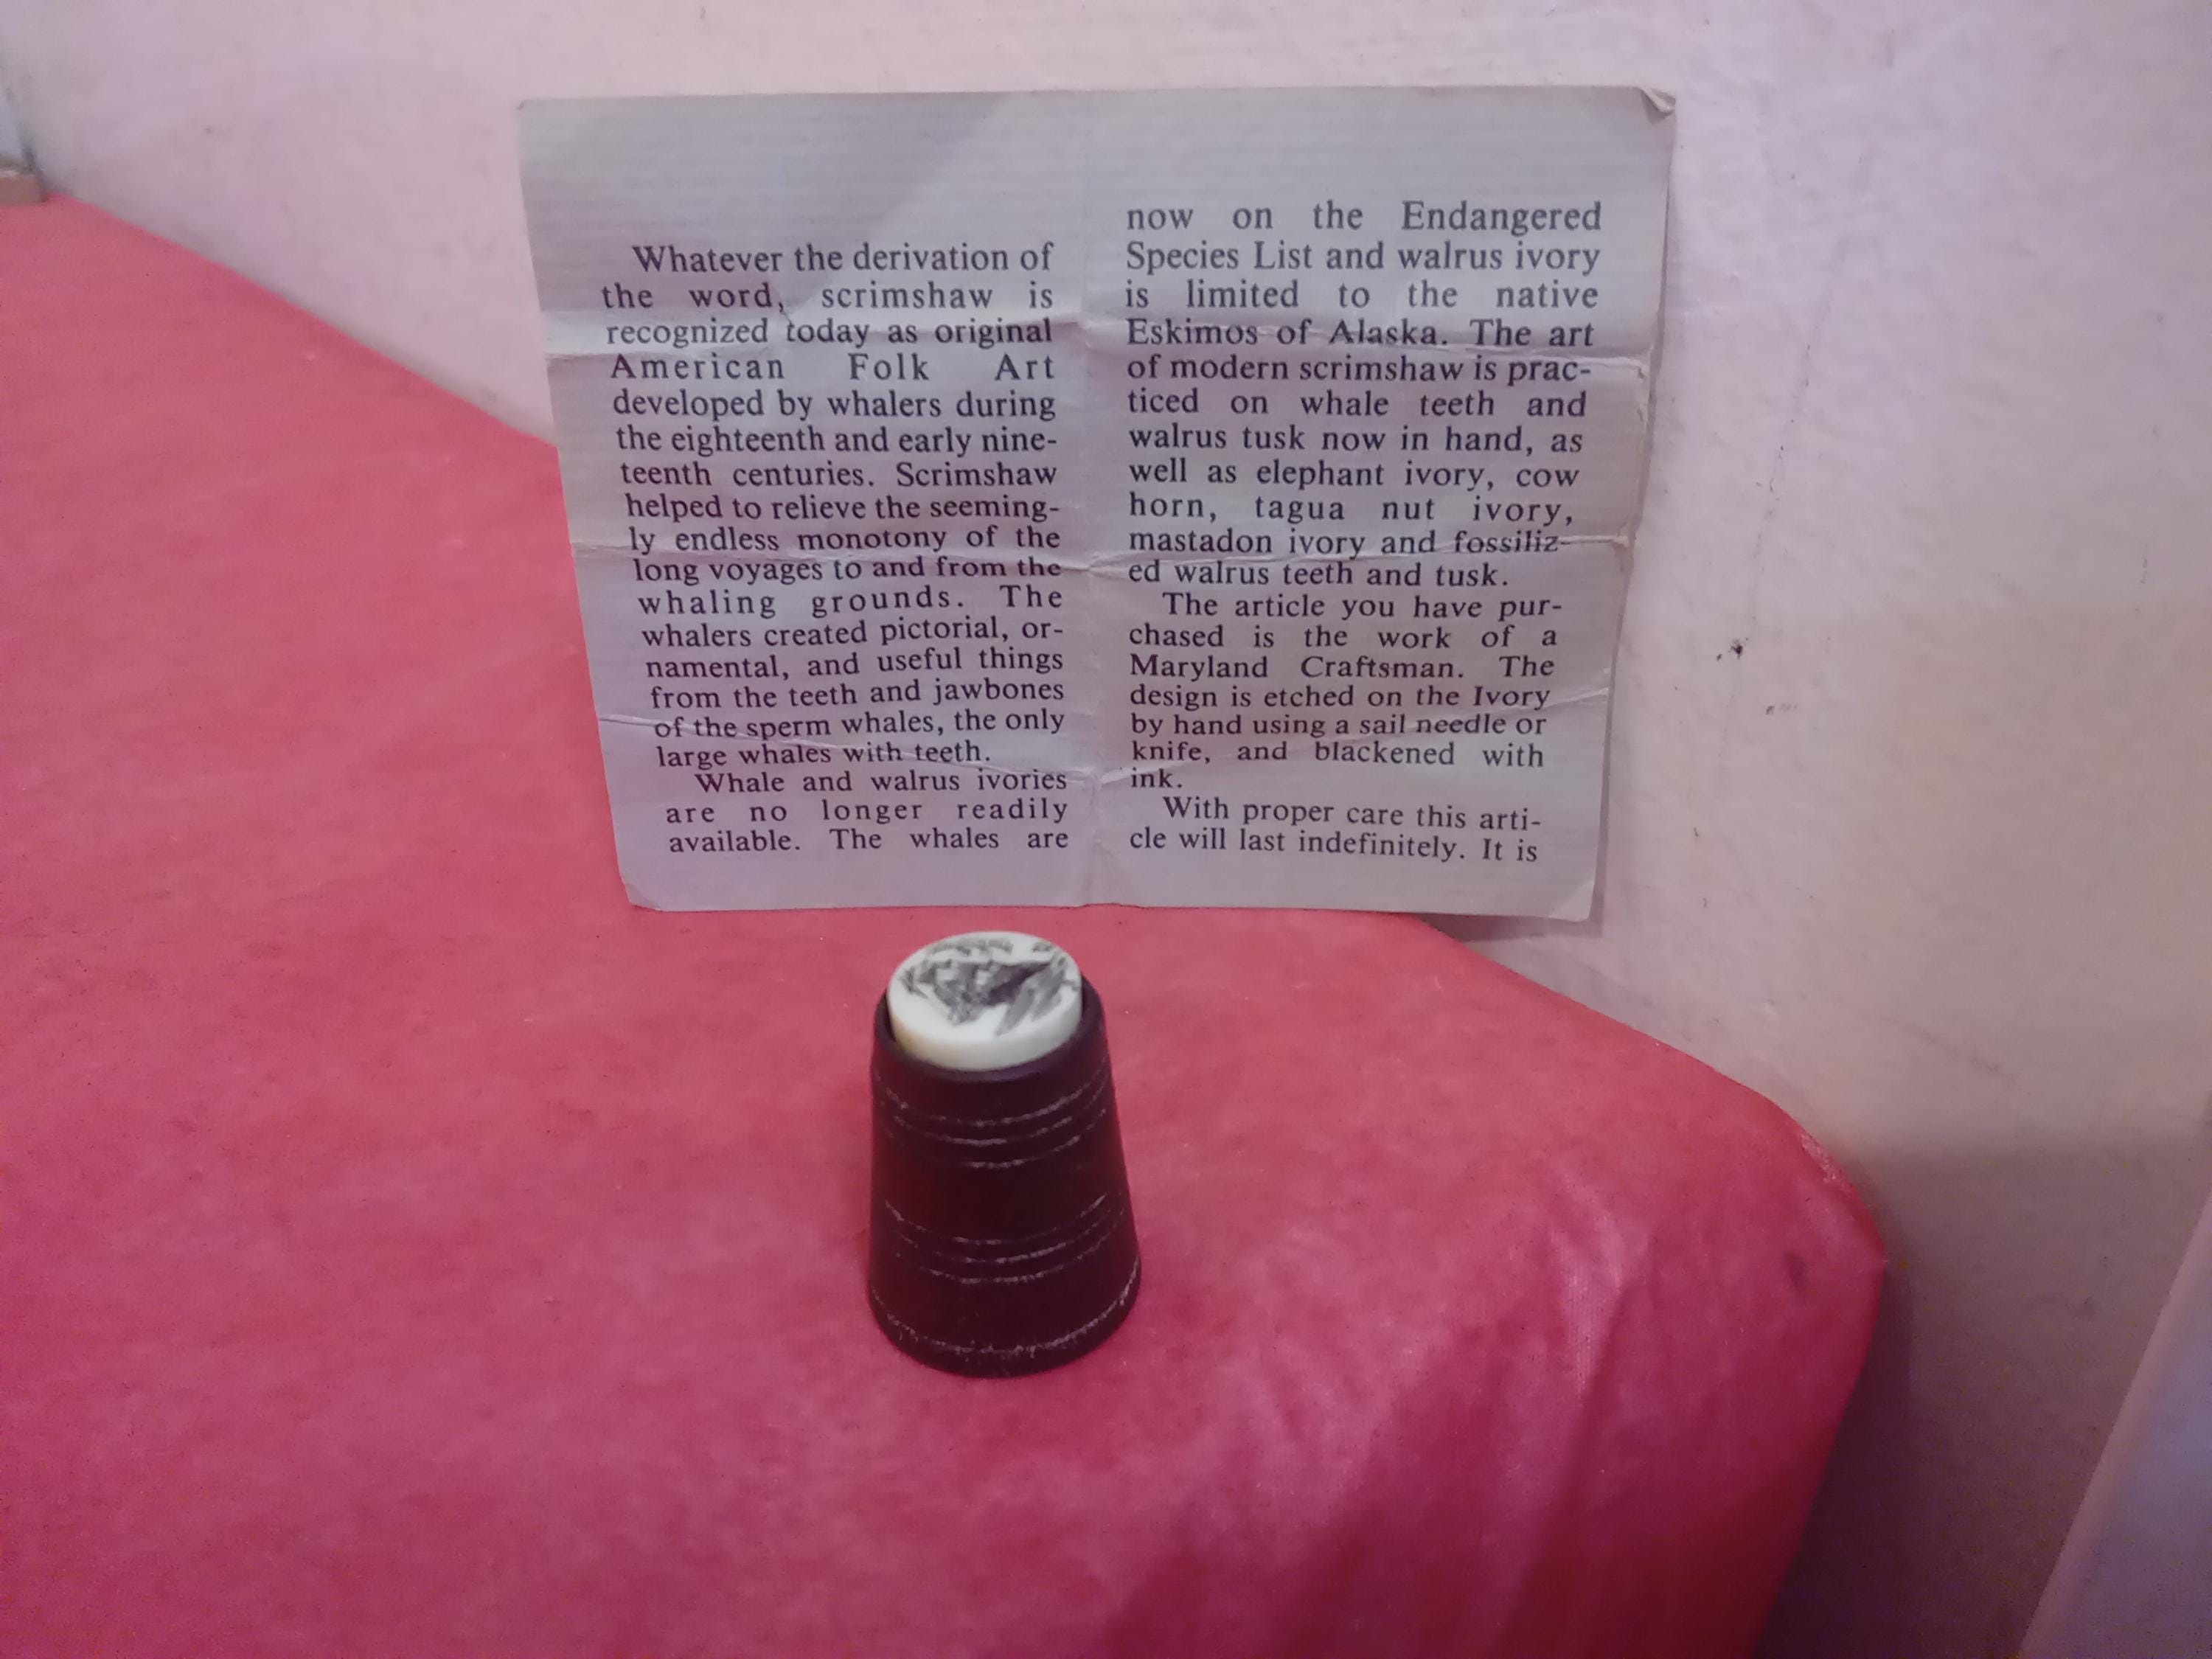 Whatever the derivation of
the word, scrimshaw is
recognized today as original
American Folk Art
developed by whalers during
the eighteenth and early nine-
teenth centuries. Scrimshaw
helped to relieve the seeming-
ly endless monotony of the
long voyages to and from the
whaling grounds. The
whalers created pictorial, or-
namental, and useful things
from the teeth and jawbones
of the sperm whales, the only
large whales with teeth.
Whale and walrus ivories
are no longer readily
available. The whales are
now on the Endangered
Species List and walrus ivory
is limited to the native
Eskimos of Alaska. The art
of modern scrimshaw is prac-
ticed on whale teeth and
walrus tusk now in hand, as
well as elephant ivory, cow
horn, tagua nut ivory,
mastadon ivory and fossiliz-
ed walrus teeth and tusk.
The article you have pur-
chased is the work of a
Maryland Craftsman. The
design is etched on the Ivory
by hand using a sail needle or
knife, and blackened with
ink.
With proper care this arti-
cle will last indefinitely. It is